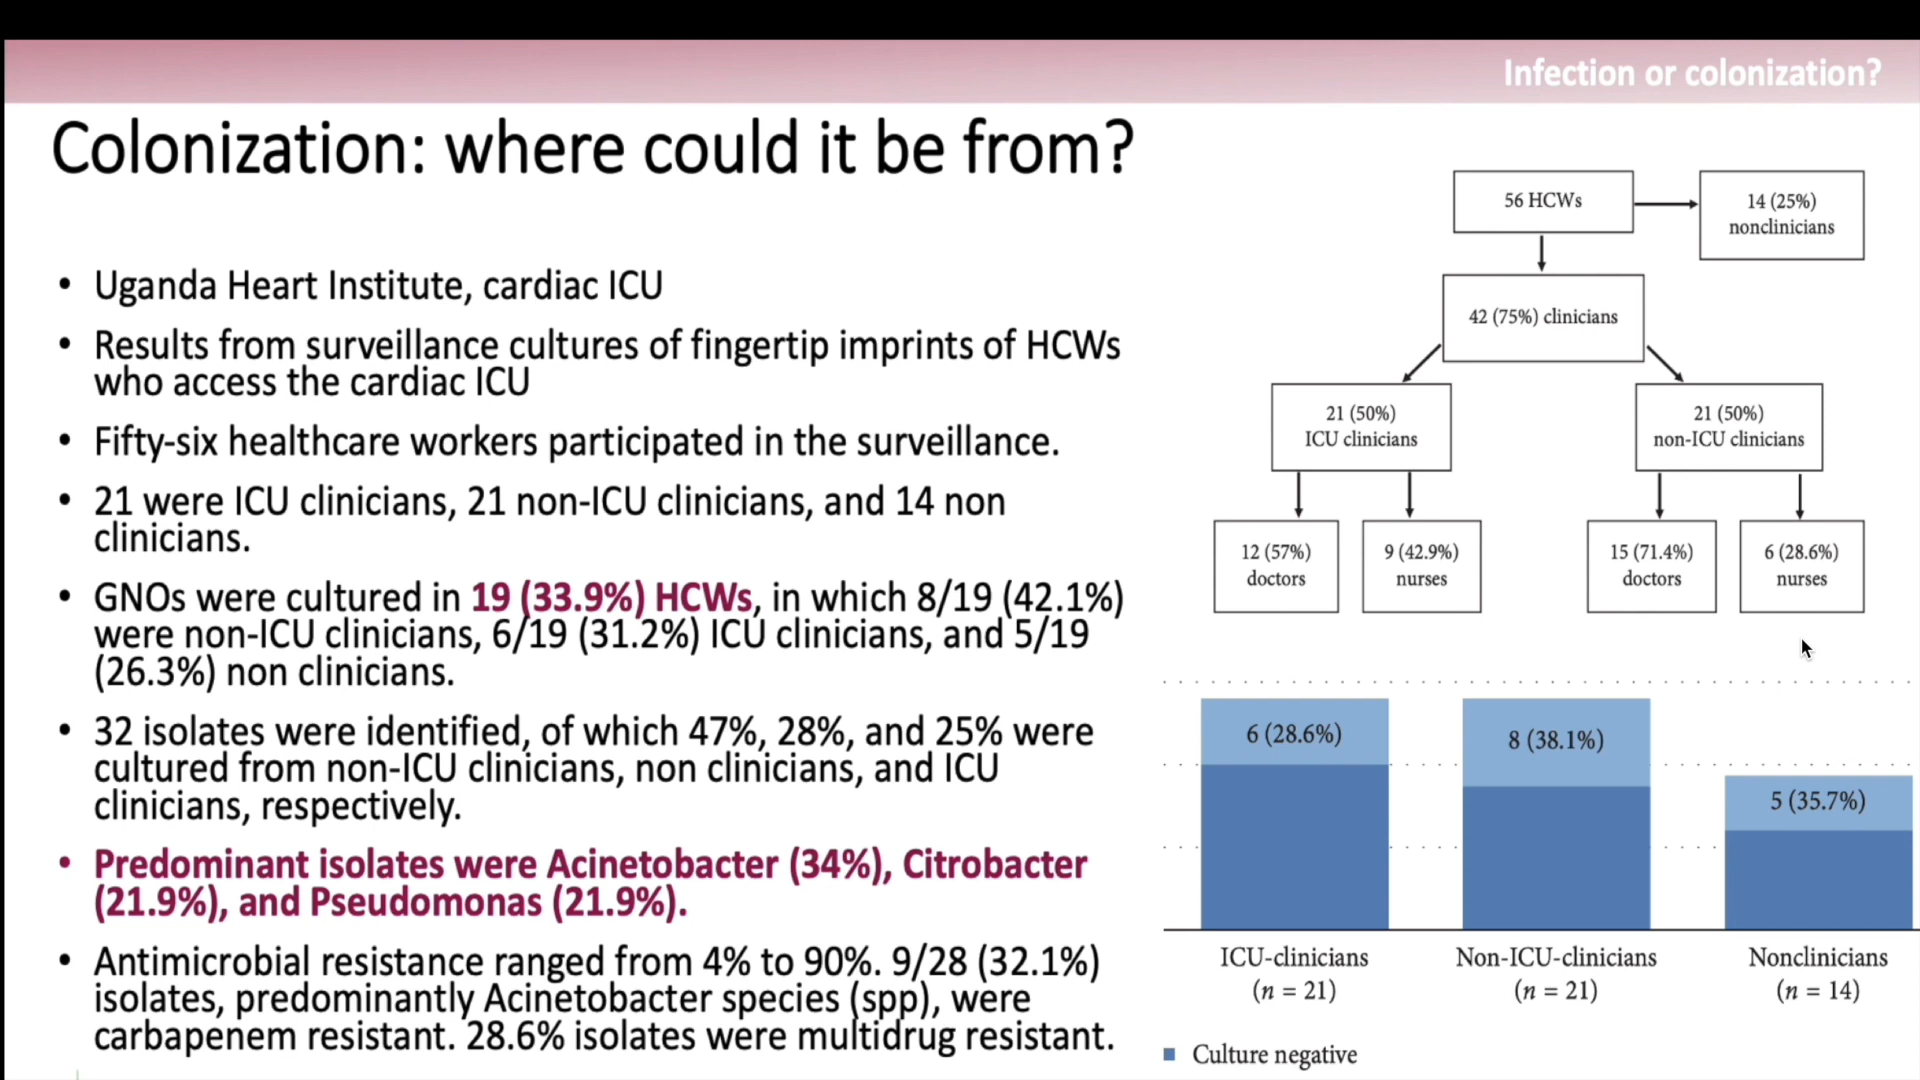 Infection or colonization?
Colonization: where could it be from?
• Uganda Heart Institute, cardiac ICU
• Results from surveillance cultures of fingertip imprints of HCWs
who access the cardiac ICU
• Fifty-six healthcare workers participated in the surveillance.
• 21 were ICU clinicians, 21 non-ICU clinicians, and 14 non
clinicians.
• GNOs were cultured in 19 (33.9%) HCWs, in which 8/19 (42.1%)
were non-ICU clinicians, 6/19 (31.2%) ICU clinicians, and 5/19
(26.3%) non clinicians.
• 32 isolates were identified, of which 47%, 28%, and 25% were
cultured from non-ICU clinicians, non clinicians, and ICU
clinicians, respectively.
• Predominant isolates were Acinetobacter (34%), Citrobacter
(21.9%), and Pseudomonas (21.9%).
• Antimicrobial resistance ranged from 4% to 90%. 9/28 (32.1%)
isolates, predominantly Acinetobacter species (spp), were
carbapenem resistant. 28.6% isolates were multidrug resistant.
56 HCWs
14 (25%)
nonclinicians
42 (75%) clinicians
21 (50%)
ICU clinicians
21 (50%)
non-ICU clinicians
12 (57%)
doctors
9 (42.9%)
nurses
15 (71.4%)
doctors
6 (28.6%)
nurses
6 (28.6%)
8 (38.1%)
5 (35.7%)
ICU-clinicians
(n = 21)
Non-ICU-clinicians
(n = 21)
Nonclinicians
(n = 14)
Culture negative